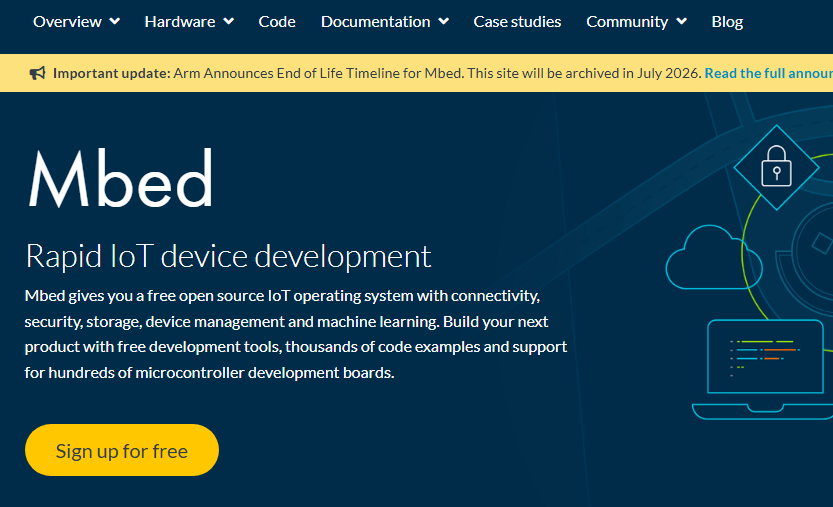 Overview Hardware Code Documentation Case studies Community Blog
Important update: Arm Announces End of Life Timeline for Mbed. This site will be archived in July 2026. Read the full
Mbed
Rapid IoT device development
Mbed gives you a free open source IoT operating system with connectivity,
security, storage, device management and machine learning. Build your next
product with free development tools, thousands of code examples and support
for hundreds of microcontroller development boards.
Sign up for free